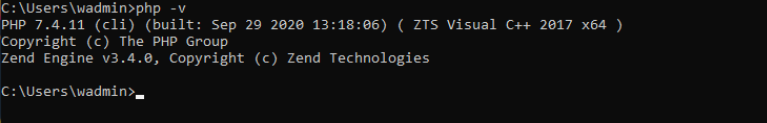 C:\Users\wadmin>php -v
PHP 7.4.11 (cli) (built: Sep 29 2020 13:18:06) ( ZTS Visual C++ 2017 x64 )
Copyright (c) The PHP Group
Zend Engine v3.4.0, Copyright (c) Zend Technologies
C:\Users\wadmin>